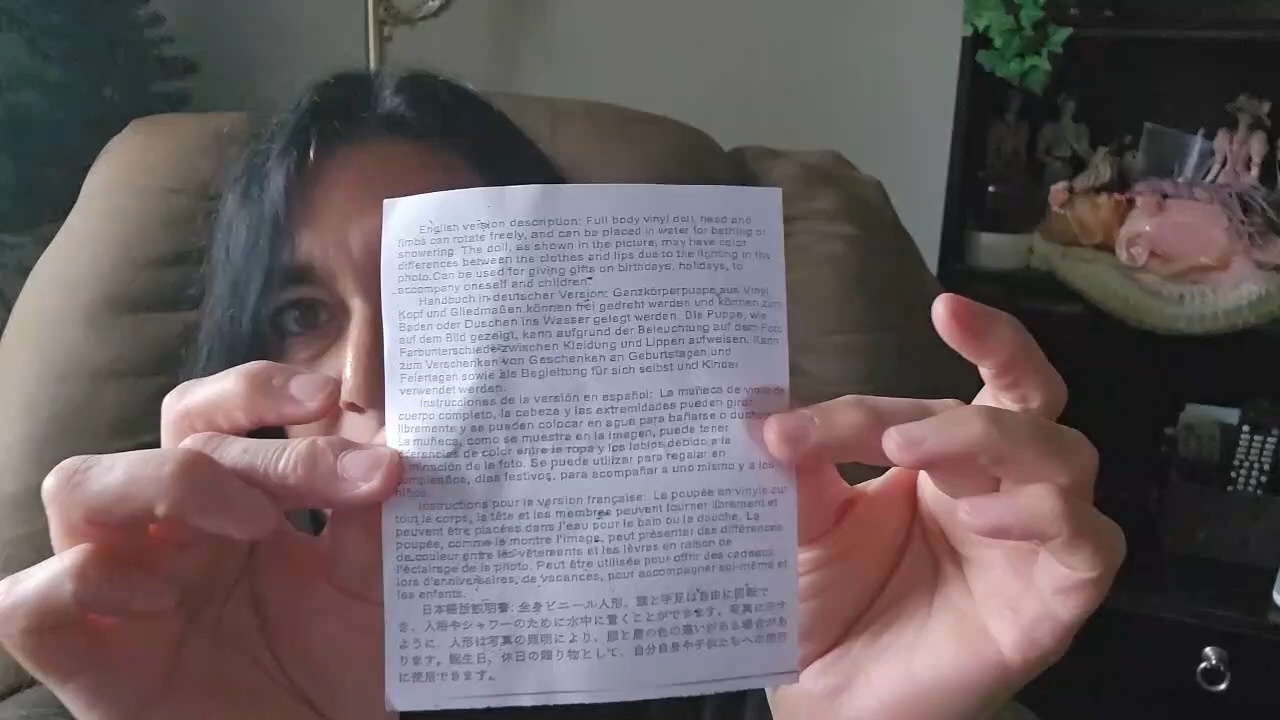 English version description: Full body vinyl doll, head and
limbs can rotate freely, and can be placed in water for bathing or
showering. The doll, as shown in the picture, may have color
differences between the clothes and lips due to the lighting in the
photo.Can be used for giving gifts on birthdays, holidays, to
accompany oneself and children.
Handbuch in deutscher Version: Ganzkörperpuppe aus Vinyl,
Kopf und Gliedmaßen können frei gedreht werden und können zum
Baden oder Duschen ins Wasser gelegt werden. Die Puppe, wie
auf dem Bild gezeigt, kann aufgrund der Beleuchtung auf dem Foto
Farbunterschiede zwischen Kleidung und Lippen aufweisen. Kann
zum Verschenken von Geschenken an Geburtstagen und
Feiertagen sowie als Begleitung für sich selbst und Kinder
verwendet werden.
Instrucciones de la versión en español: La muñeca de vinilo de
cuerpo completo, la cabeza y las extremidades pueden girar
libremente y se pueden colocar en agua para bañarse o
La muñeca, como se muestra en la imagen, puede tener
diferencias de color entre la ropa y los labios debido a la
iluminación de la foto. Se puede utilizar para regalar en
cumpleaños, días festivos, para acompañar a uno mismo y a los
niños.
Instructions pour la version française: La poupée en vinyle sur
tout le corps, la tête et les membres peuvent tourner librement et
peuvent être placées dans l'eau pour le bain ou la douche. La
poupée, comme le montre l'image, peut présenter des différences
de couleur entre les vêtements et les lèvres en raison de
l'éclairage de la photo. Peut être utilisée pour offrir des cadeaux
lors d'anniversaires, de vacances, pour accompagner soi-même et
les enfants.
日本語版説明書: 全身ビニール人形、頭と手足は自由に回転で
き、入浴やシャワーのために水中に置くことができます。写真に示す
ように、人形は写真の照明により、服と唇の色の違いがある場合があ
ります。誕生日、休日の贈り物として、自分自身や子供たちへの同行
に使用できます。